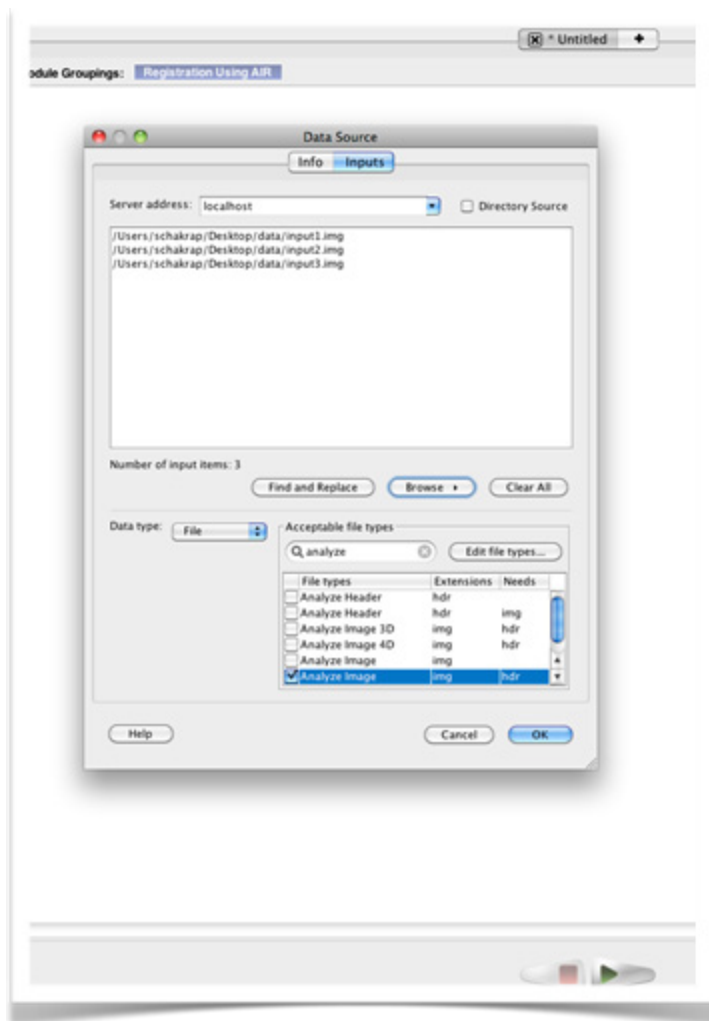 * Untitled
odule Groupings: Registration Using AIR
Data Source
Info Inputs
Server address: localhost Directory Source
/Users/schakrap/Desktop/data/input1.img
/Users/schakrap/Desktop/data/input2.img
/Users/schakrap/Desktop/data/input3.img
Number of input items: 3
Find and Replace Browse Clear All
Data type: File Acceptable file types
analyze Edit file types...
File types Extensions Needs
Analyze Header hdr
Analyze Header hdr img
Analyze Image 3D img hdr
Analyze Image 4D img hdr
Analyze Image img
Analyze Image img hdr
Help Cancel OK